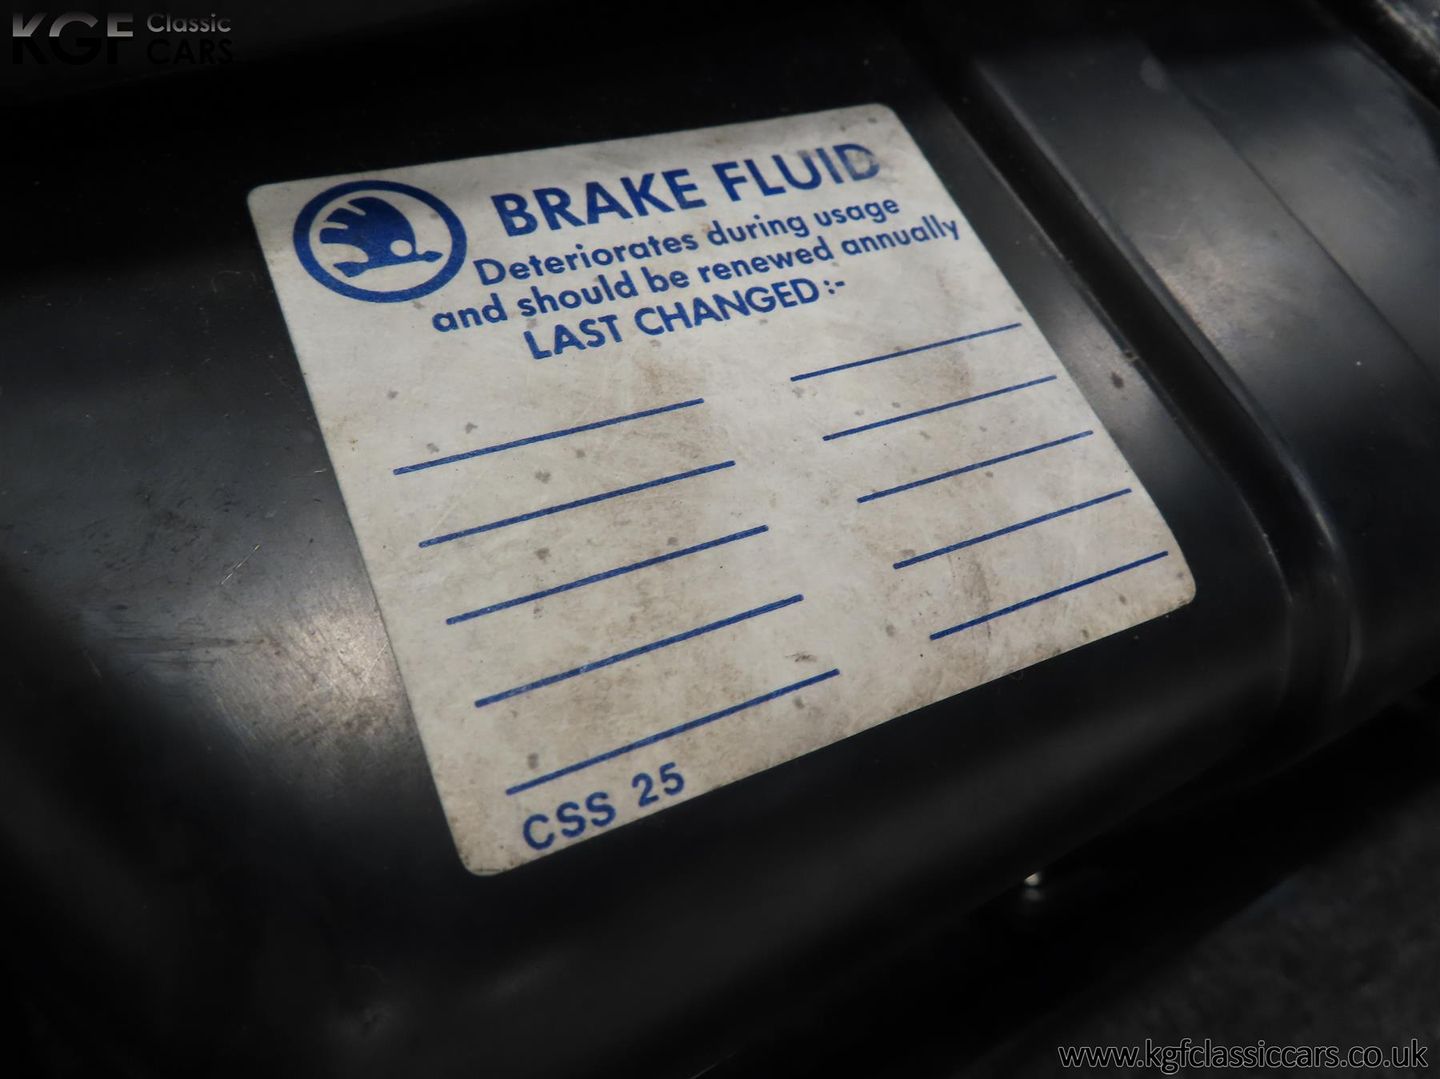 KGF Classic
CARS
BRAKE FLUID
Deteriorates during usage
and should be renewed annually
LAST CHANGED:-
CSS 25
www.kgfclassiccars.co.uk